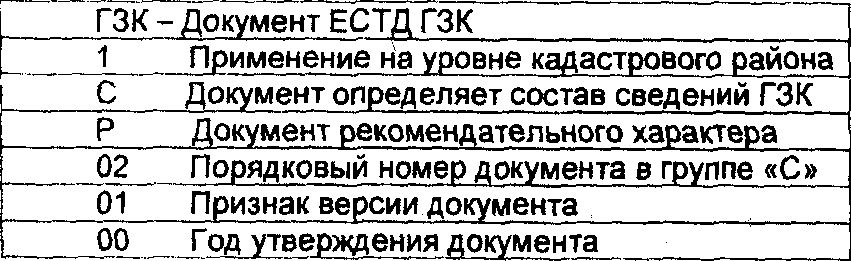 ГЗК – Документ ЕСТД ГЗК
1 Применение на уровне кадастрового района
С Документ определяет состав сведений ГЗК
Р Документ рекомендательного характера
02 Порядковый номер документа в группе «С»
01 Признак версии документа
00 Год утверждения документа